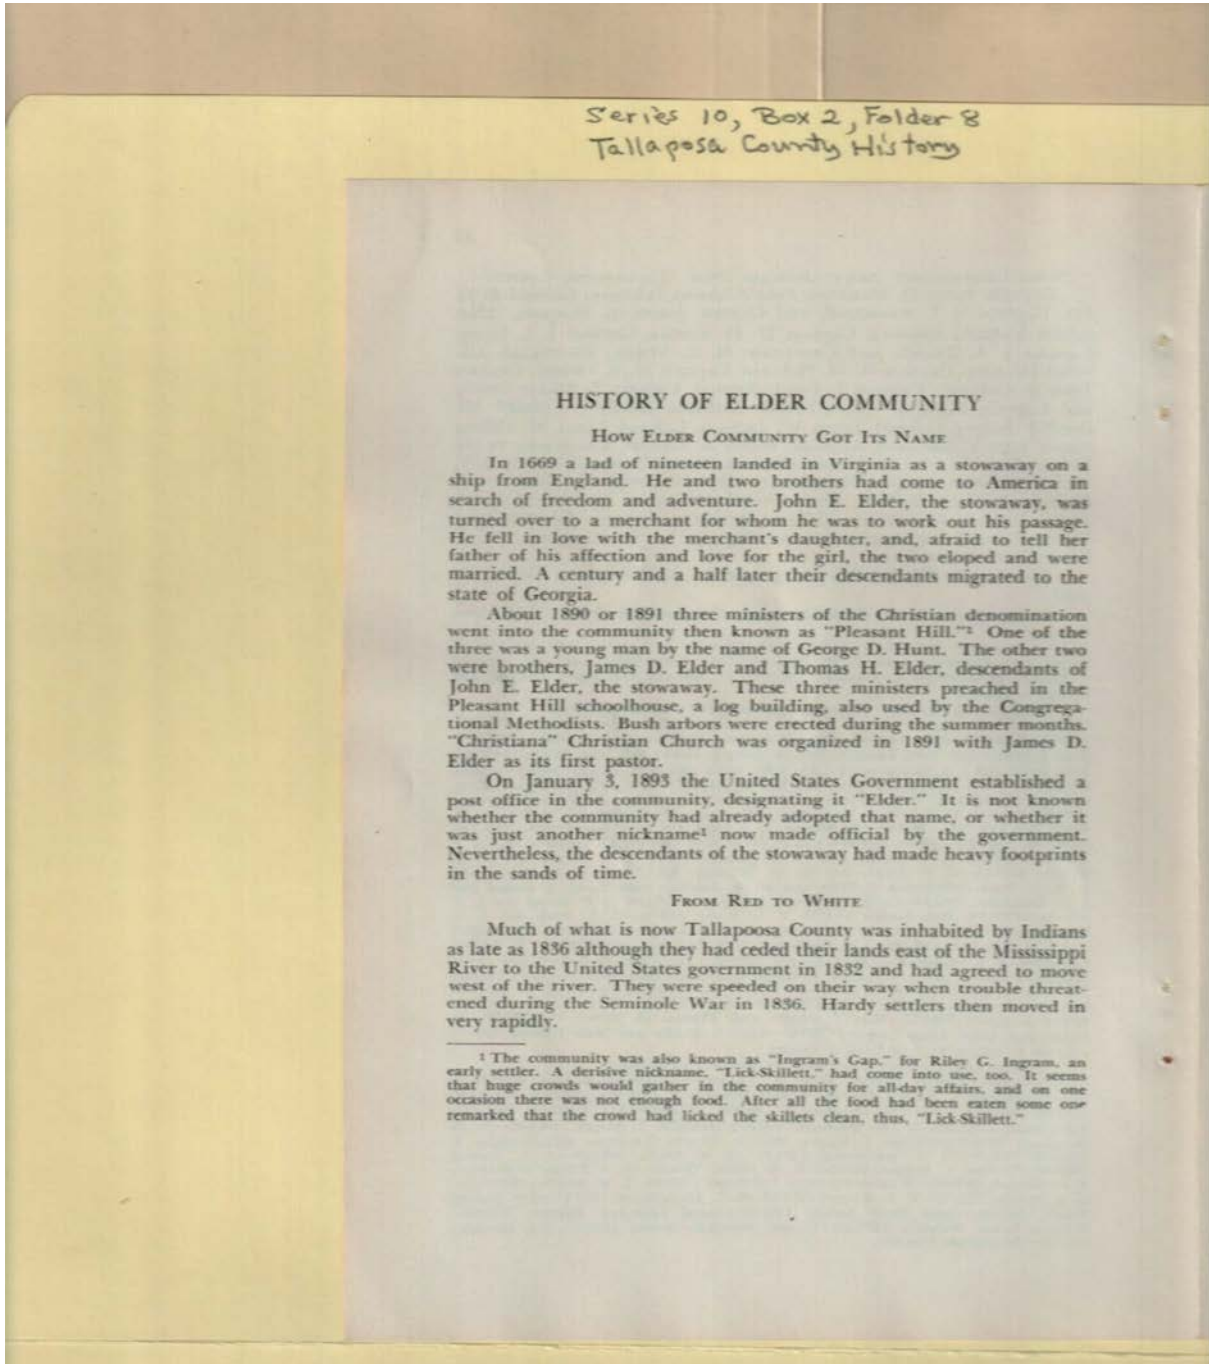 Series 10, Box 2, Folder 8
Tallaposa County History
HISTORY OF ELDER COMMUNITY
How Elder Community Got Its Name
In 1669 a lad of nineteen landed in Virginia as a stowaway on a
ship from England. He and two brothers had come to America in
search of freedom and adventure. John E. Elder, the stowaway, was
turned over to a merchant for whom he was to work out his passage.
He fell in love with the merchant's daughter, and, afraid to tell her
father of his affection and love for the girl, the two eloped and were
married. A century and a half later their descendants migrated to the
state of Georgia.
About 1890 or 1891 three ministers of the Christian denomination
went into the community then known as "Pleasant Hill."¹ One of the
three was a young man by the name of George D. Hunt. The other two
were brothers, James D. Elder and Thomas H. Elder, descendants of
John E. Elder, the stowaway. These three ministers preached in the
Pleasant Hill schoolhouse, a log building, also used by the Congrega-
tional Methodists. Bush arbors were erected during the summer months.
"Christiana" Christian Church was organized in 1891 with James D.
Elder as its first pastor.
On January 3, 1893 the United States Government established a
post office in the community, designating it "Elder." It is not known
whether the community had already adopted that name, or whether it
was just another nickname¹ now made official by the government.
Nevertheless, the descendants of the stowaway had made heavy footprints
in the sands of time.
From Red to White
Much of what is now Tallapoosa County was inhabited by Indians
as late as 1836 although they had ceded their lands east of the Mississippi
River to the United States government in 1832 and had agreed to move
west of the river. They were speeded on their way when trouble threat-
ened during the Seminole War in 1836. Hardy settlers then moved in
very rapidly.
¹ The community was also known as "Ingram's Gap," for Riley G. Ingram, an
early settler. A derisive nickname, "Lick-Skillett," had come into use, too. It seems
that huge crowds would gather in the community for all-day affairs, and on one
occasion there was not enough food. After all the food had been eaten some one
remarked that the crowd had licked the skillets clean, thus, "Lick-Skillett."